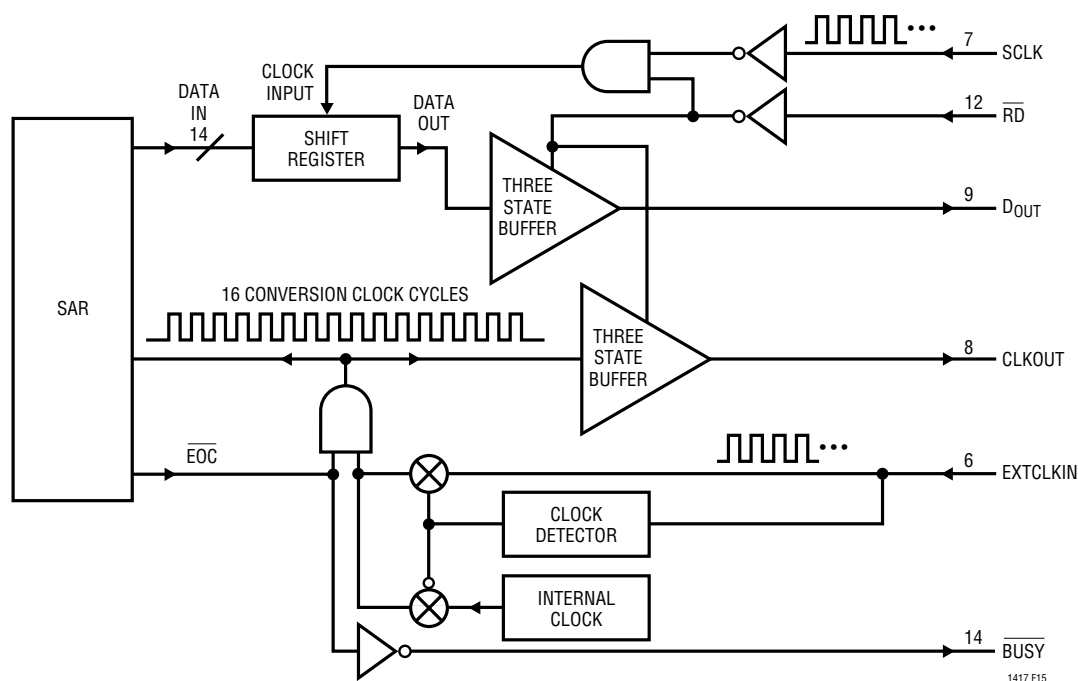 7
SCLK
CLOCK
INPUT
DATA
IN
14
DATA
OUT
12
RD
SHIFT
REGISTER
THREE
STATE
BUFFER
9
DOUT
16 CONVERSION CLOCK CYCLES
SAR
THREE
STATE
BUFFER
8
CLKOUT
EOC
6
EXTCLKIN
CLOCK
DETECTOR
INTERNAL
CLOCK
14
BUSY
1417 F15